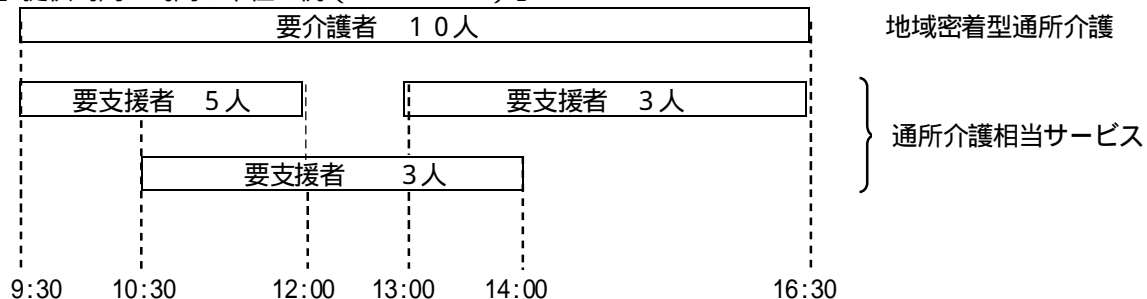 要介護者 10人
地域密着型通所介護
要支援者 5人
要支援者 3人
通所介護相当サービス
要支援者 3人
9:30 10:30 12:00 13:00 14:00 16:30